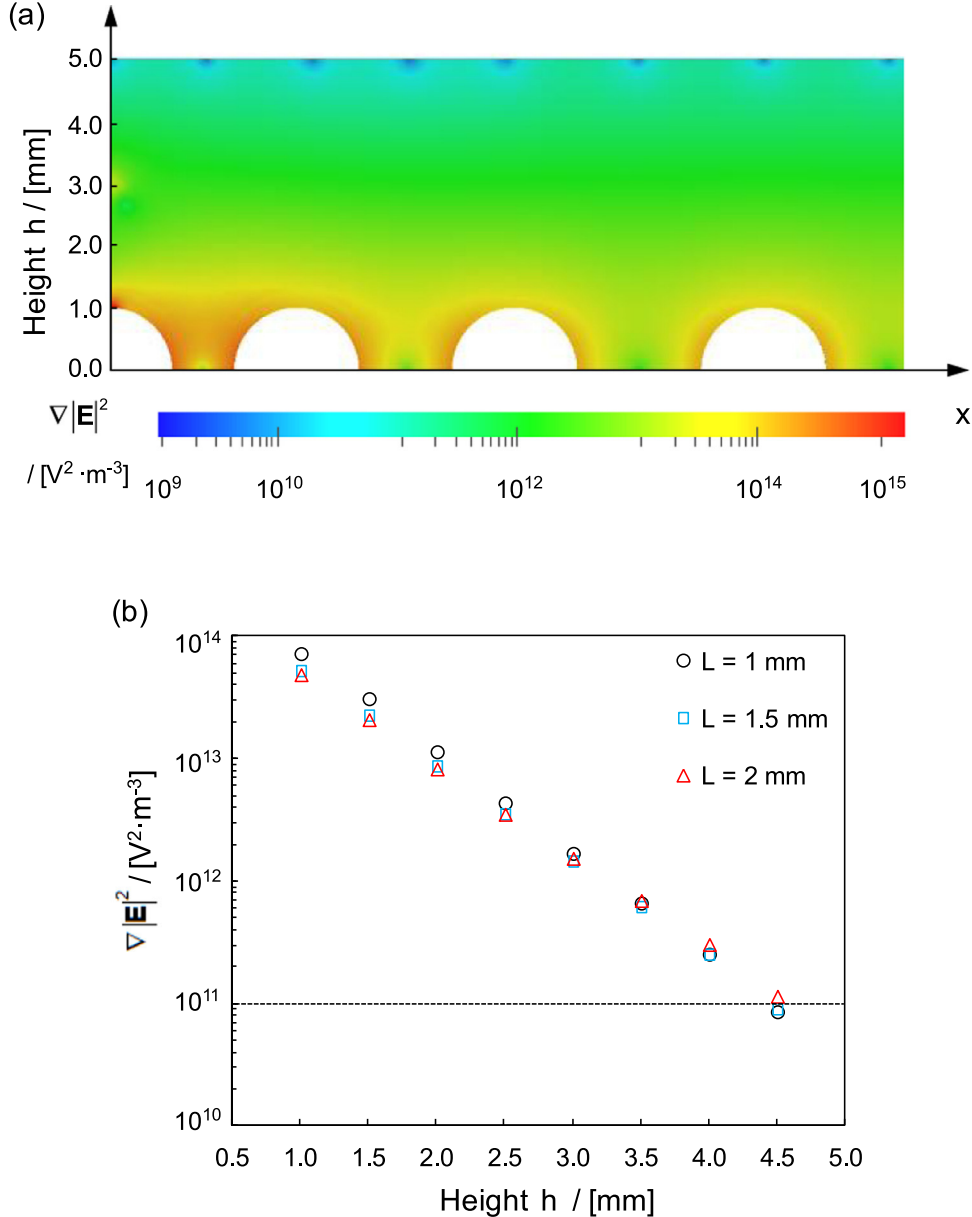 (a)
5.0
4.0
3.0
2.0
1.0
0.0
Height h / [mm]
x
∇|E|²
/ [V²·m⁻³]
10⁹ 10¹⁰ 10¹² 10¹⁴ 10¹⁵
(b)
10¹⁴
10¹³
10¹²
10¹¹
10¹⁰
∇|E|² / [V²·m⁻³]
L = 1 mm
L = 1.5 mm
L = 2 mm
0.5 1.0 1.5 2.0 2.5 3.0 3.5 4.0 4.5 5.0
Height h / [mm]